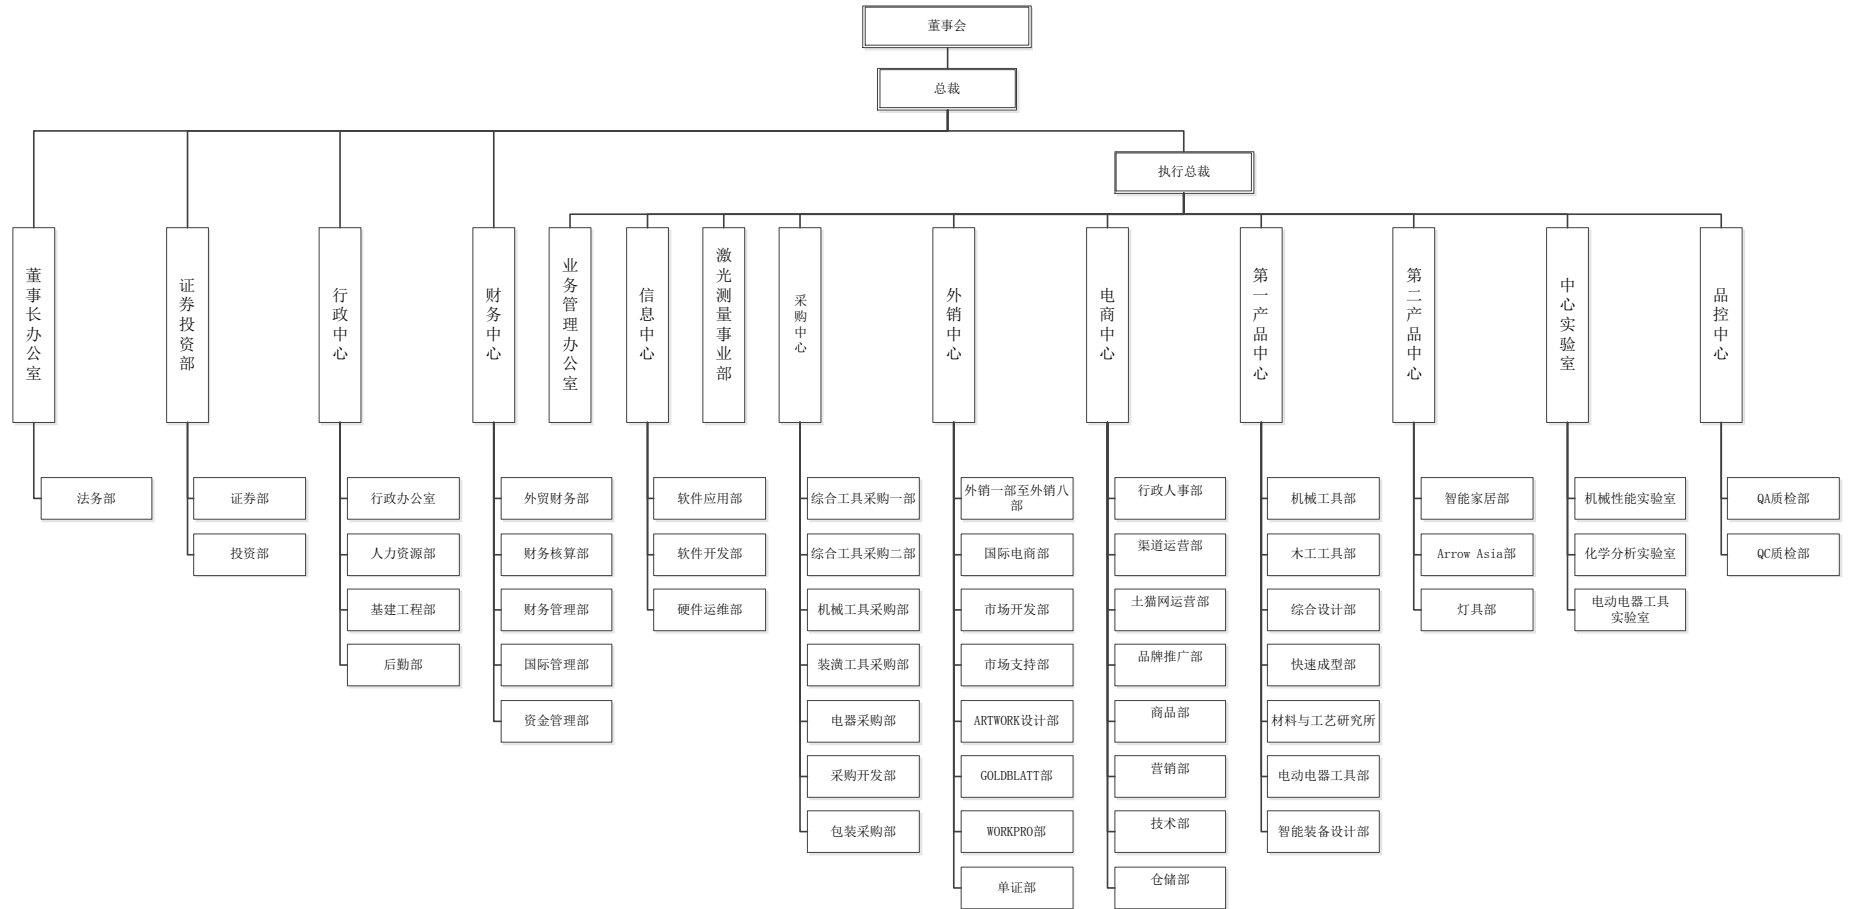 董事会
总裁
执行总裁
董事长办公室
证券投资部
行政中心
财务中心
业务管理办公室
信息中心
激光测量事业部
采购中心
外销中心
电商中心
第一产品中心
第二产品中心
中心实验室
品控中心
法务部
证券部
投资部
行政办公室
人力资源部
基建工程部
后勤部
外贸财务部
财务核算部
财务管理部
国际管理部
资金管理部
软件应用部
软件开发部
硬件运维部
综合工具采购一部
综合工具采购二部
机械工具采购部
装潢工具采购部
电器采购部
采购开发部
包装采购部
外销一部至外销八
部
国际电商部
市场开发部
市场支持部
ARTWORK设计部
GOLDBLATT部
WORKPRO部
单证部
行政人事部
渠道运营部
土猫网运营部
品牌推广部
商品部
营销部
技术部
仓储部
机械工具部
木工工具部
综合设计部
快速成型部
材料与工艺研究所
电动电器工具部
智能装备设计部
智能家居部
Arrow Asia部
灯具部
机械性能实验室
化学分析实验室
电动电器工具
实验室
QA质检部
QC质检部